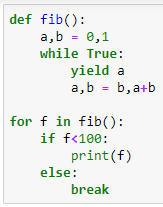 def fib():
    a,b = 0,1
    while True:
        yield a
        a,b = b,a+b

for f in fib():
    if f<100:
        print(f)
    else:
        break